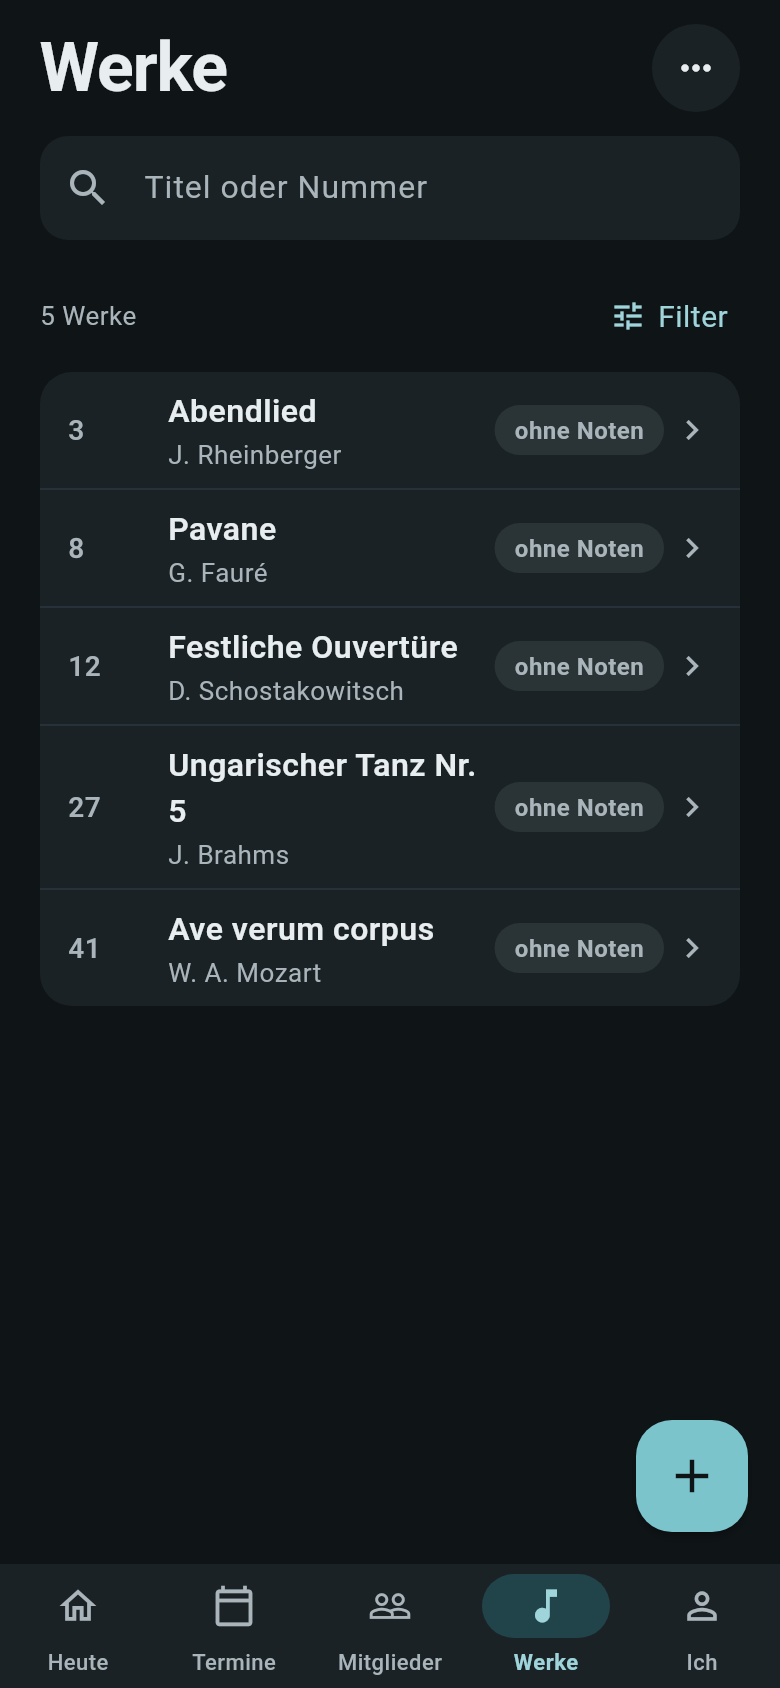 Werke
Titel oder Nummer
5 Werke
Filter
3
Abendlied
J. Rheinberger
ohne Noten
8
Pavane
G. Fauré
ohne Noten
12
Festliche Ouvertüre
D. Schostakowitsch
ohne Noten
27
Ungarischer Tanz Nr.
5
J. Brahms
ohne Noten
41
Ave verum corpus
W. A. Mozart
ohne Noten
Heute
Termine
Mitglieder
Werke
Ich